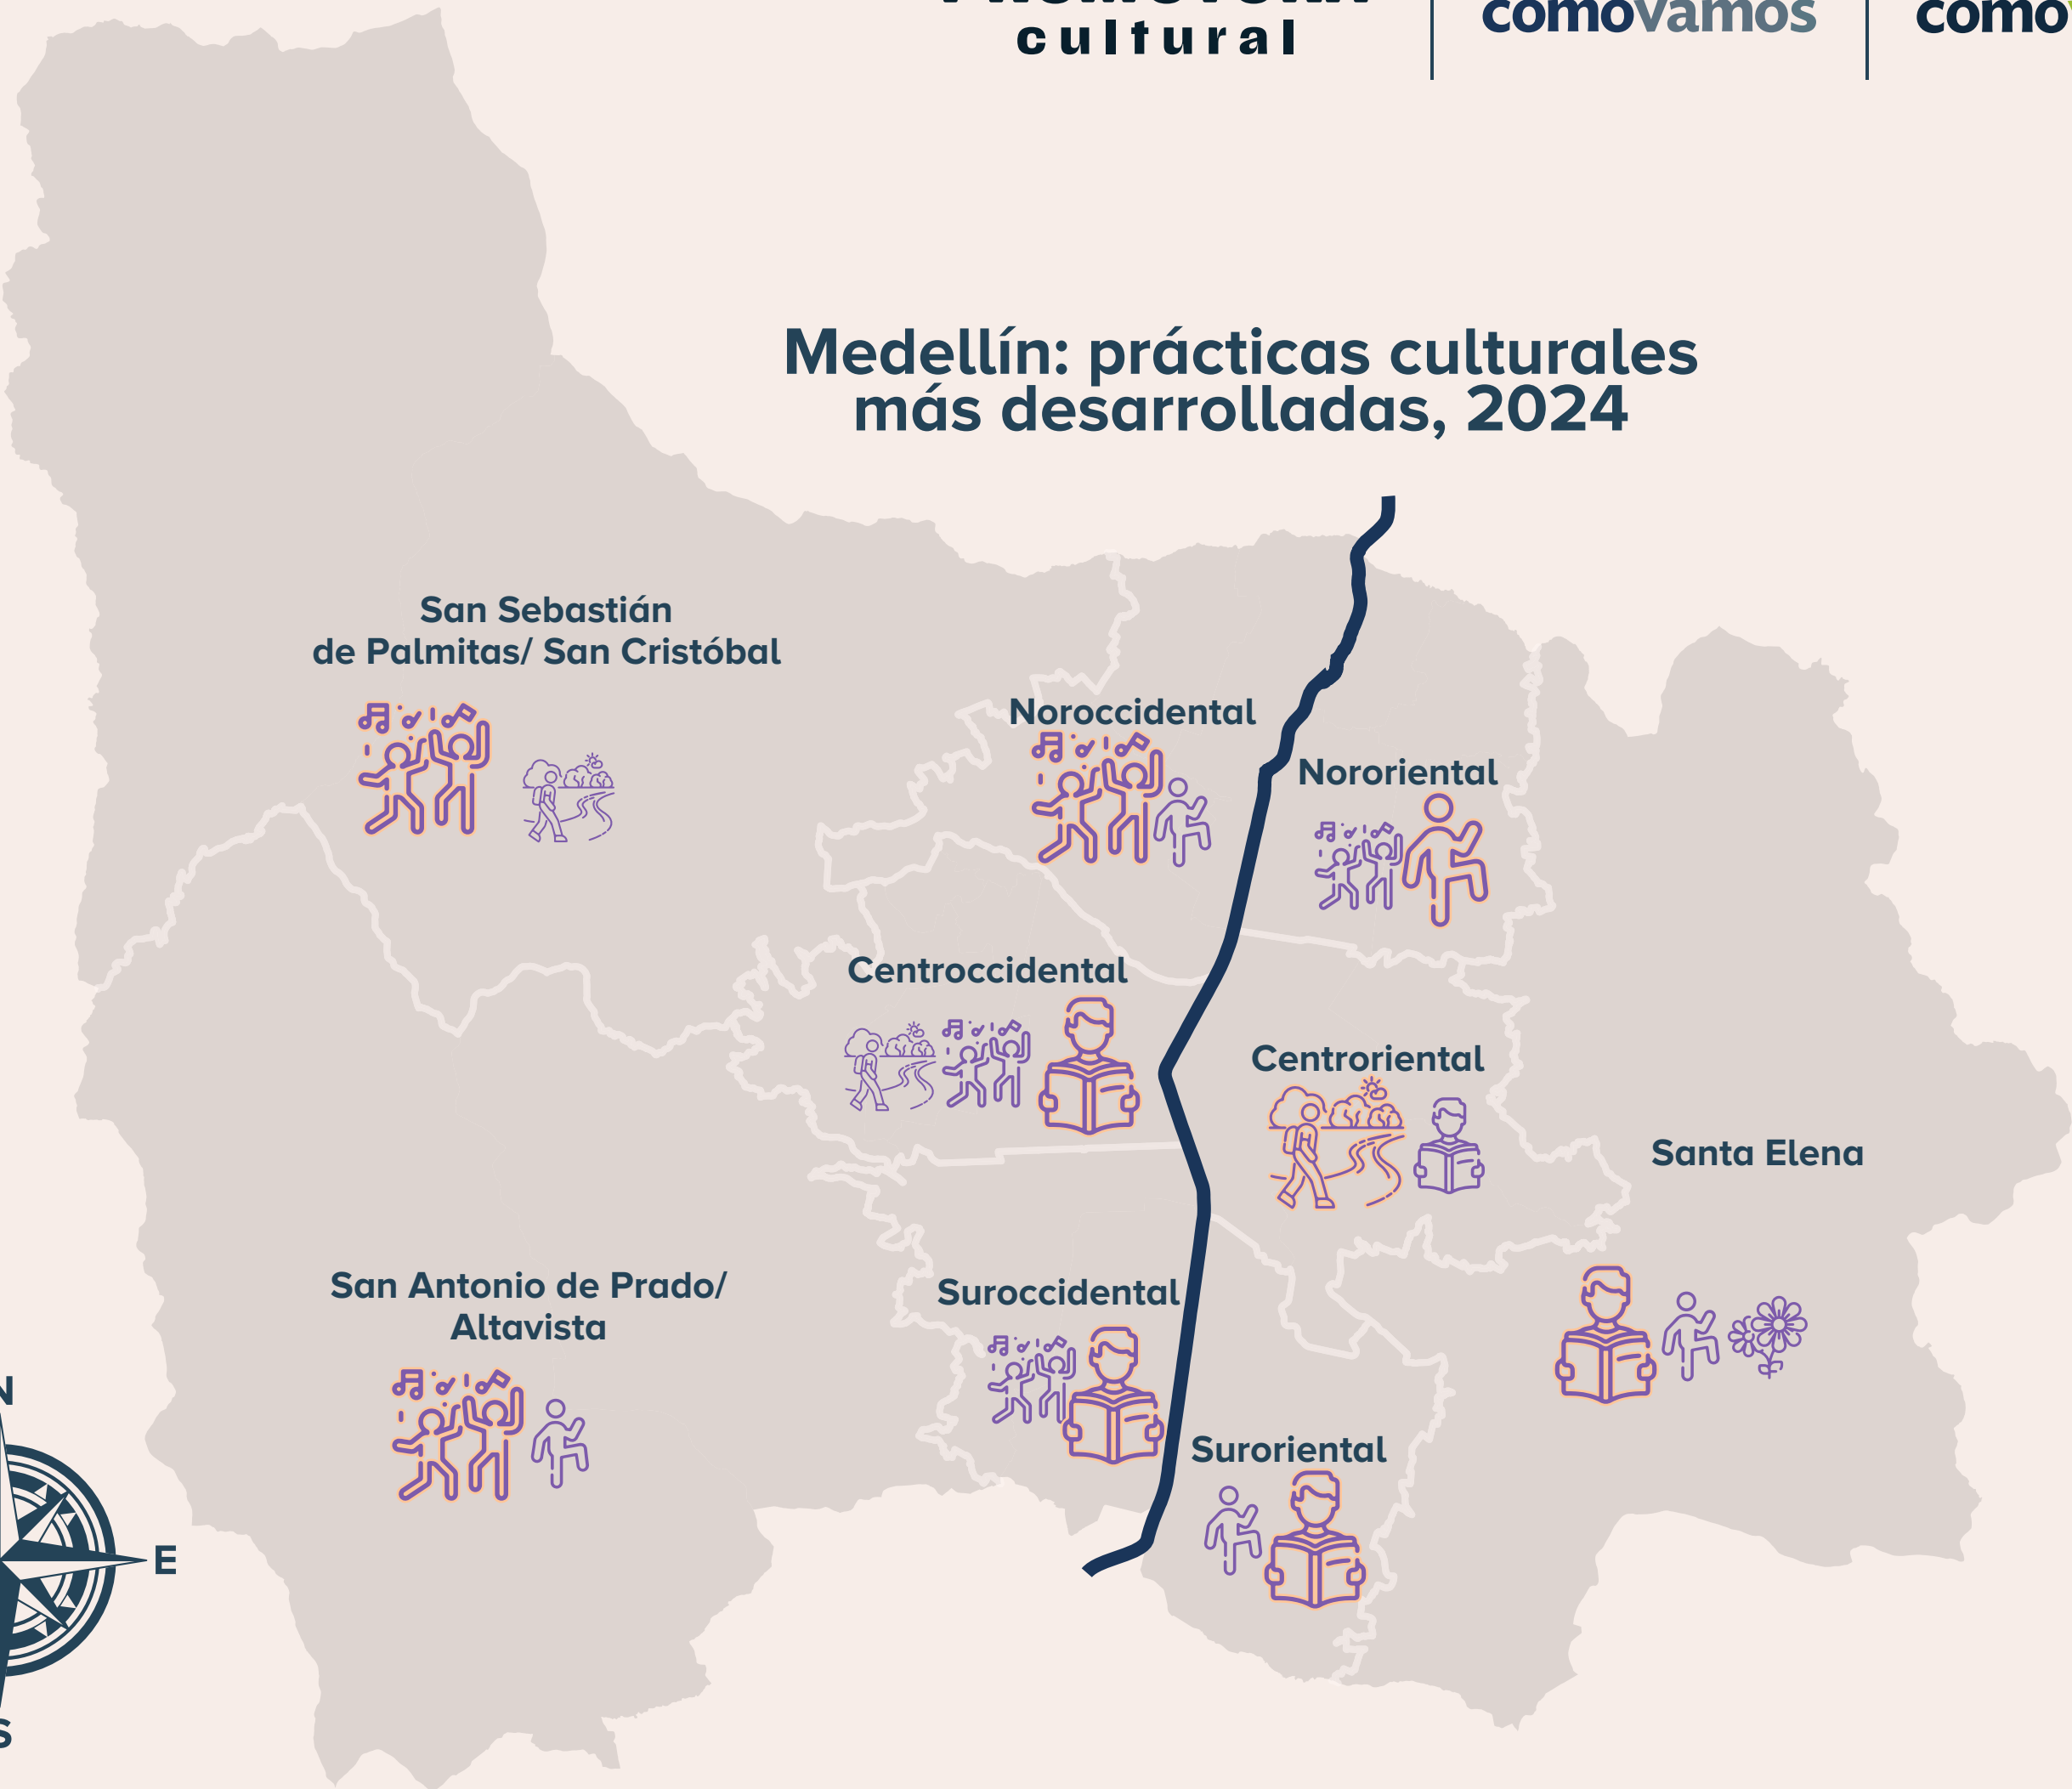 cultural
comovamos
como
Medellín: prácticas culturales
más desarrolladas, 2024
San Sebastián
de Palmitas/ San Cristóbal
Noroccidental
Nororiental
Centroccidental
Centroriental
Santa Elena
San Antonio de Prado/
Altavista
Suroccidental
Suroriental
N
E
S